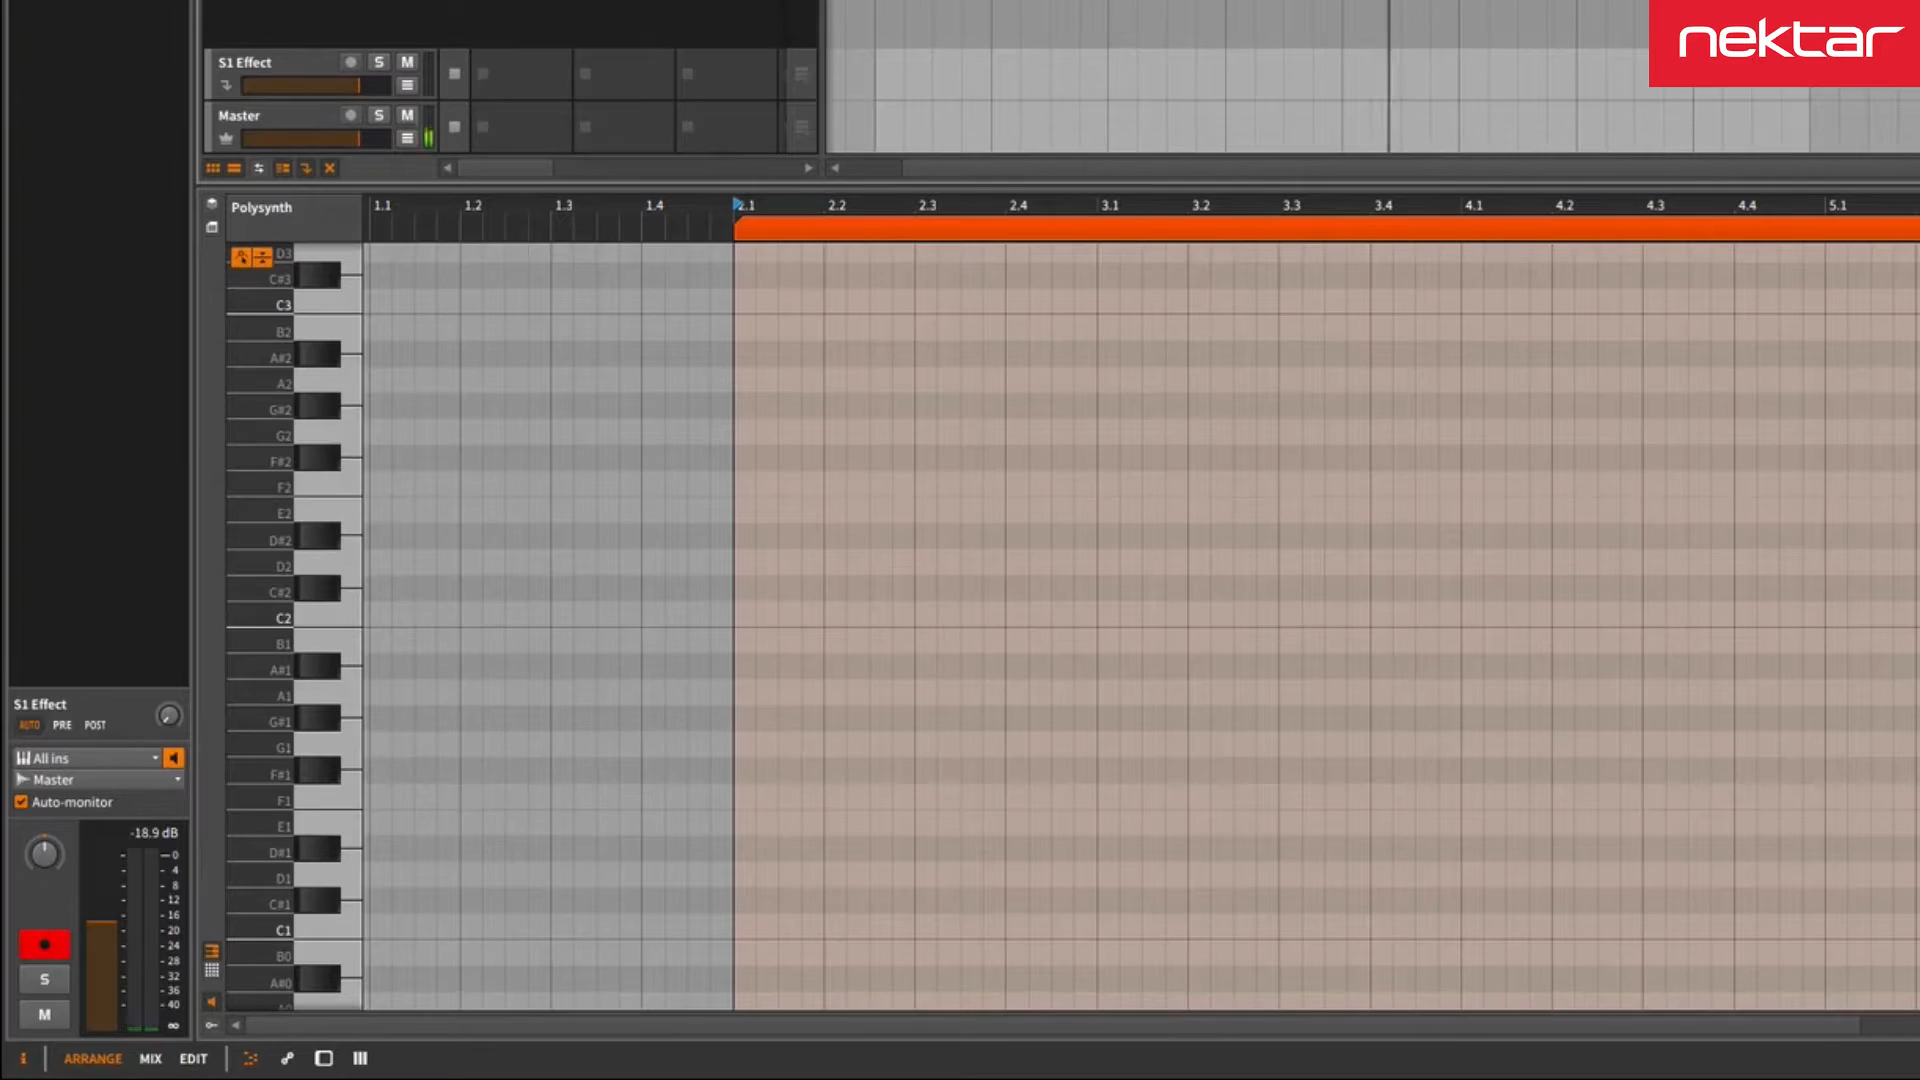 nektar
S1 Effect S M
Master S M
Polysynth 1.1 1.2 1.3 1.4 2.1 2.2 2.3 2.4 3.1 3.2 3.3 3.4 4.1 4.2 4.3 4.4 5.1
D3
C#3
C3
B2
A#2
A2
G#2
G2
F#2
F2
E2
D#2
D2
C#2
C2
B1
A#1
A1
G#1
G1
F#1
F1
E1
D#1
D1
C#1
C1
B0
A#0
A0
S1 Effect
AUTO PRE POST
All ins
Master
Auto-monitor
-18.9 dB
0
4
8
12
16
20
24
28
32
36
40
∞
S
M
i ARRANGE MIX EDIT